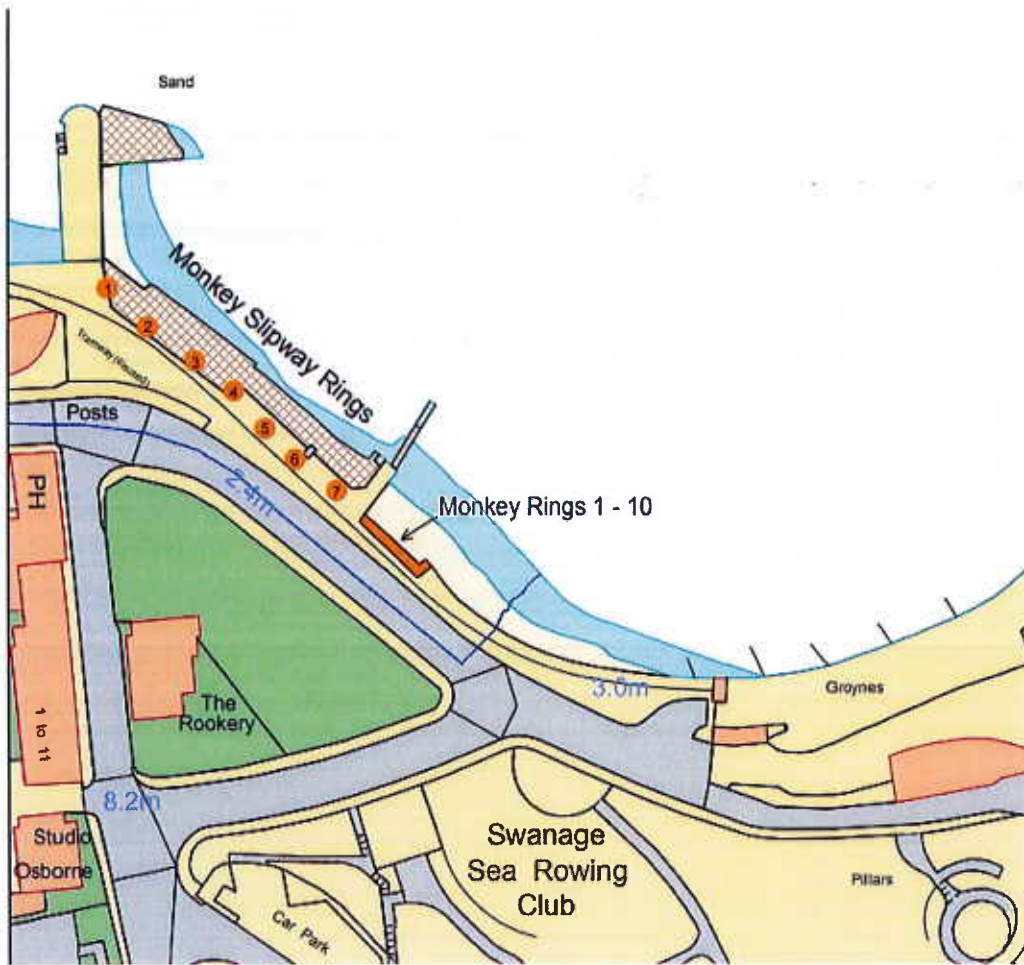 Sand
Monkey Slipway Rings
1
2
3
4
5
6
7
Tramway (disused)
Posts
PH
2.4m
Monkey Rings 1 - 10
3.0m
Groynes
The
Rookery
1 to 11
8.2m
Studio
Osborne
Swanage
Sea Rowing
Club
Pillars
Car Park